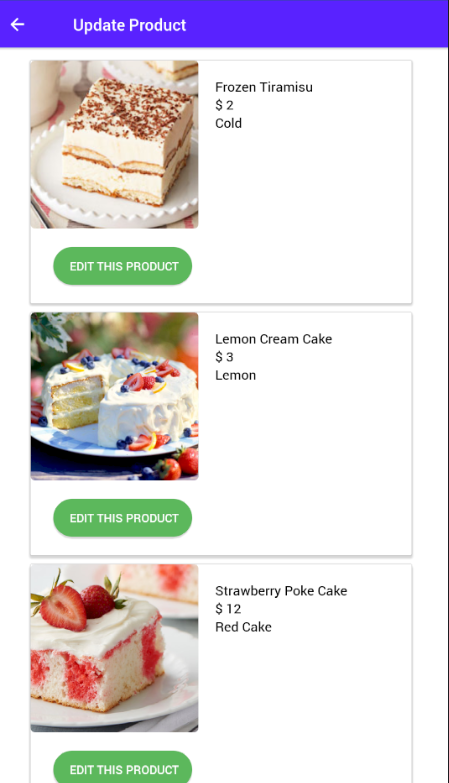 Update Product
Frozen Tiramisu
$ 2
Cold
EDIT THIS PRODUCT
Lemon Cream Cake
$ 3
Lemon
EDIT THIS PRODUCT
Strawberry Poke Cake
$ 12
Red Cake
EDIT THIS PRODUCT